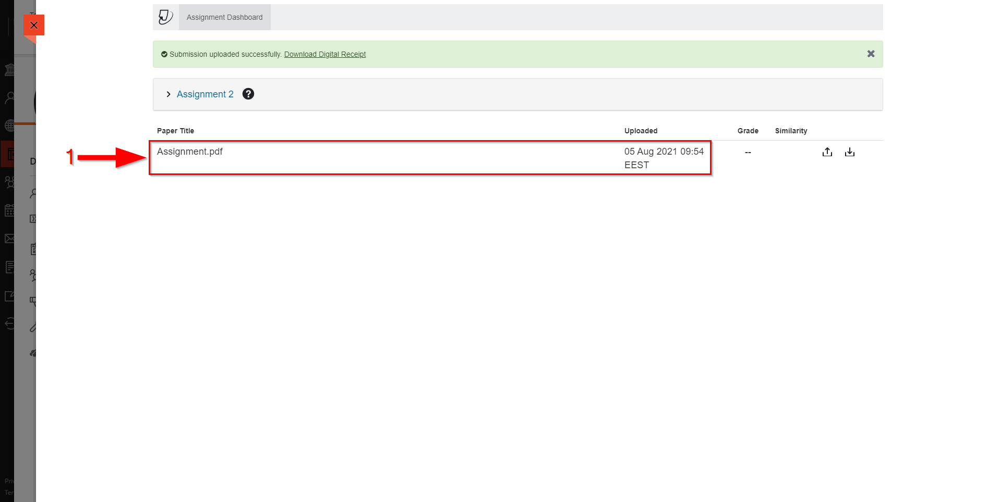 Assignment Dashboard
Submission uploaded successfully. Download Digital Receipt
Assignment 2 ?
Paper Title Uploaded Grade Similarity
1
Assignment.pdf 05 Aug 2021 09:54 --
EEST